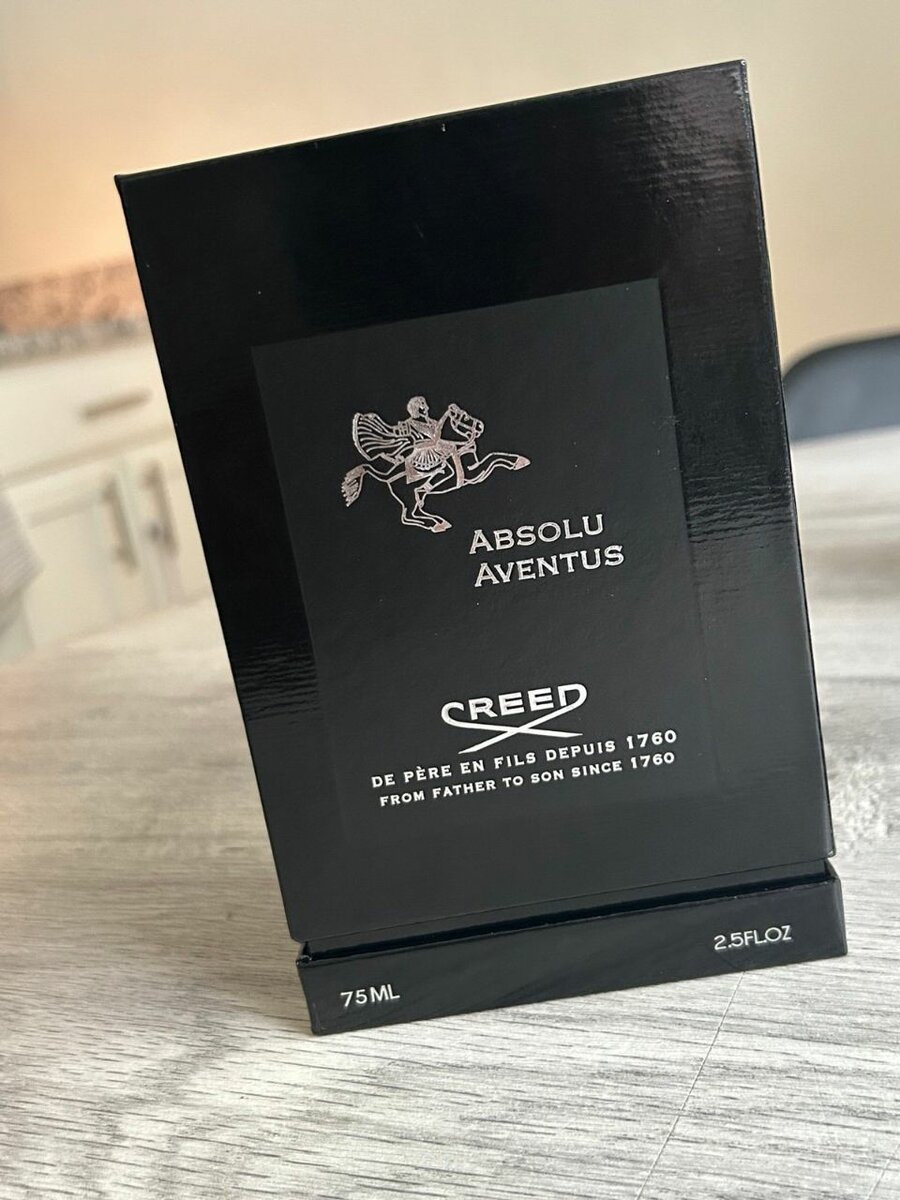 ABSOLU
AVENTUS
CREED
DE PÈRE EN FILS DEPUIS 1760
FROM FATHER TO SON SINCE 1760
75ML 2.5FLOZ